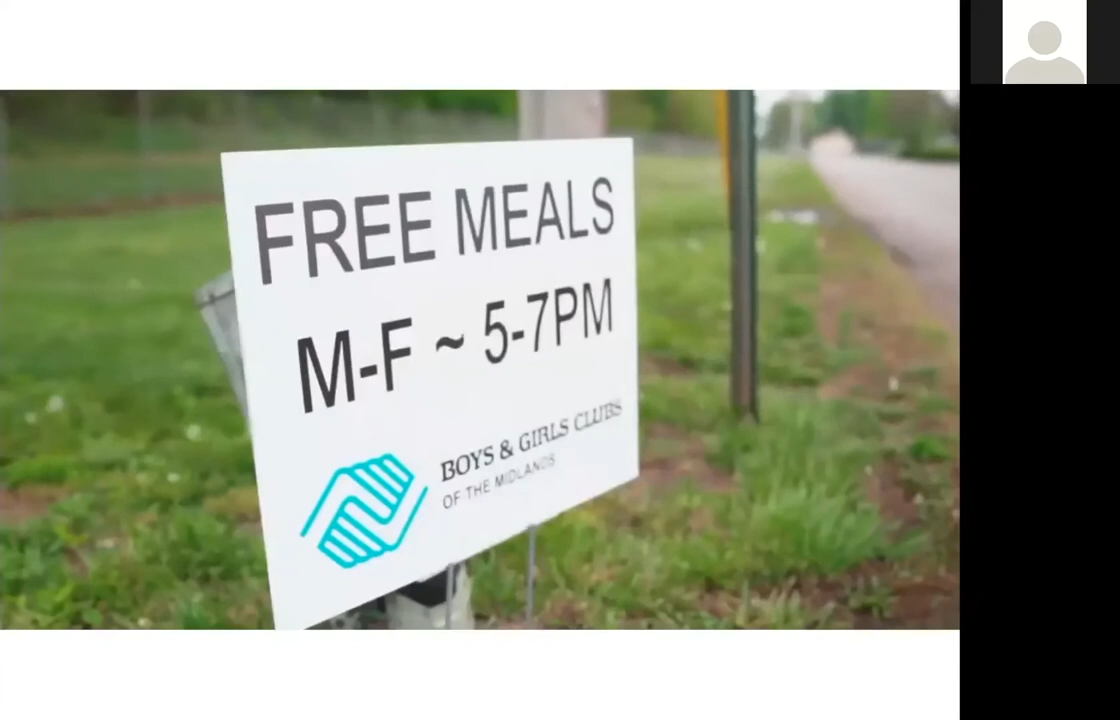 FREE MEALS
M-F ~ 5-7PM
BOYS & GIRLS CLUBS
OF THE MIDLANDS